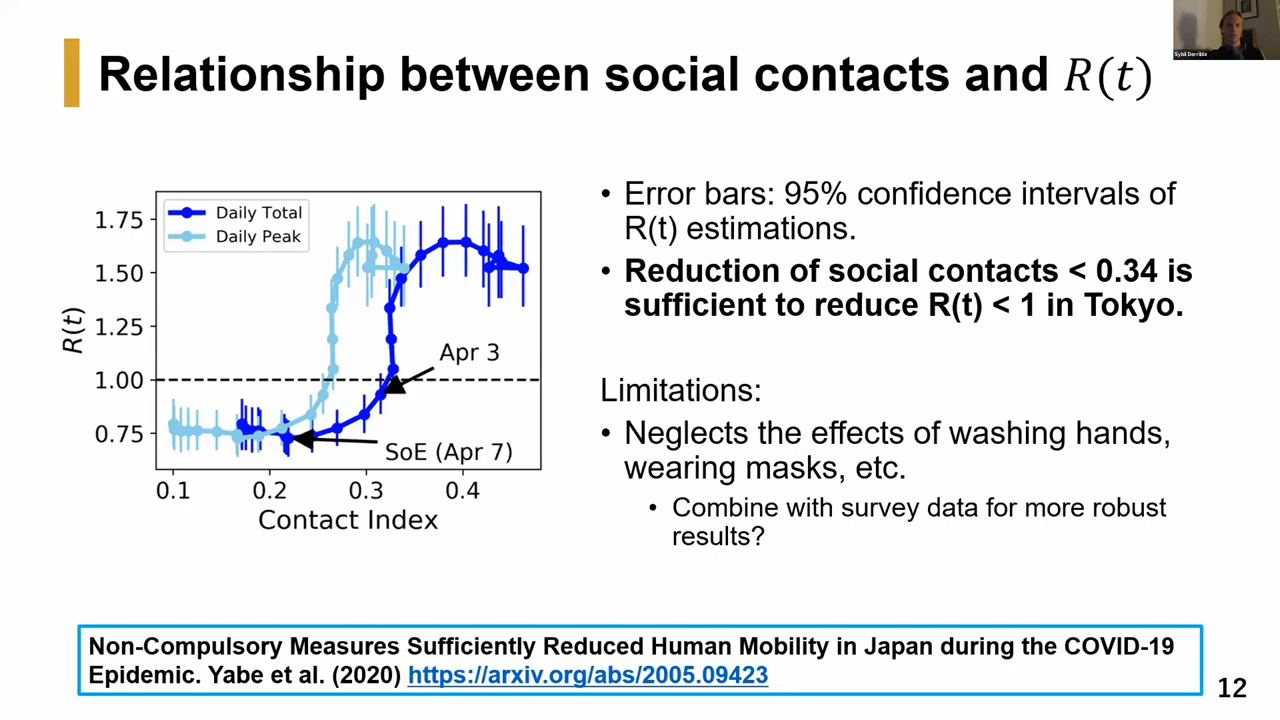 Sybil Derrible
Relationship between social contacts and R(t)
Daily Total
Daily Peak
1.75
1.50
1.25
1.00
0.75
R(t)
Apr 3
SoE (Apr 7)
0.1 0.2 0.3 0.4
Contact Index
• Error bars: 95% confidence intervals of
R(t) estimations.
• Reduction of social contacts < 0.34 is
sufficient to reduce R(t) < 1 in Tokyo.
Limitations:
• Neglects the effects of washing hands,
wearing masks, etc.
• Combine with survey data for more robust
results?
Non-Compulsory Measures Sufficiently Reduced Human Mobility in Japan during the COVID-19
Epidemic. Yabe et al. (2020) https://arxiv.org/abs/2005.09423
12